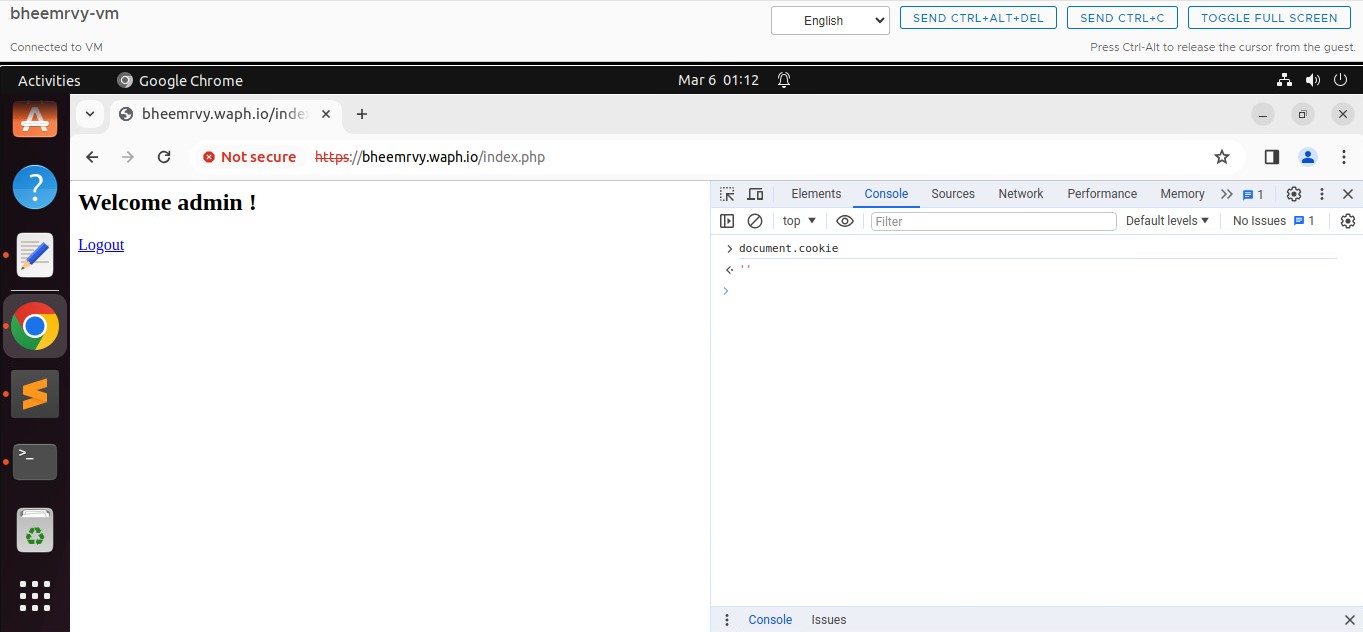 bheemrvy-vm
English
SEND CTRL+ALT+DEL
SEND CTRL+C
TOGGLE FULL SCREEN
Connected to VM
Press Ctrl-Alt to release the cursor from the guest.
Activities
Google Chrome
Mar 6 01:12
bheemrvy.waph.io/inde
Not secure
https://bheemrvy.waph.io/index.php
Welcome admin !
Logout
Elements
Console
Sources
Network
Performance
Memory
1
top
Filter
Default levels
No Issues
1
> document.cookie
''
>
>_
Console
Issues